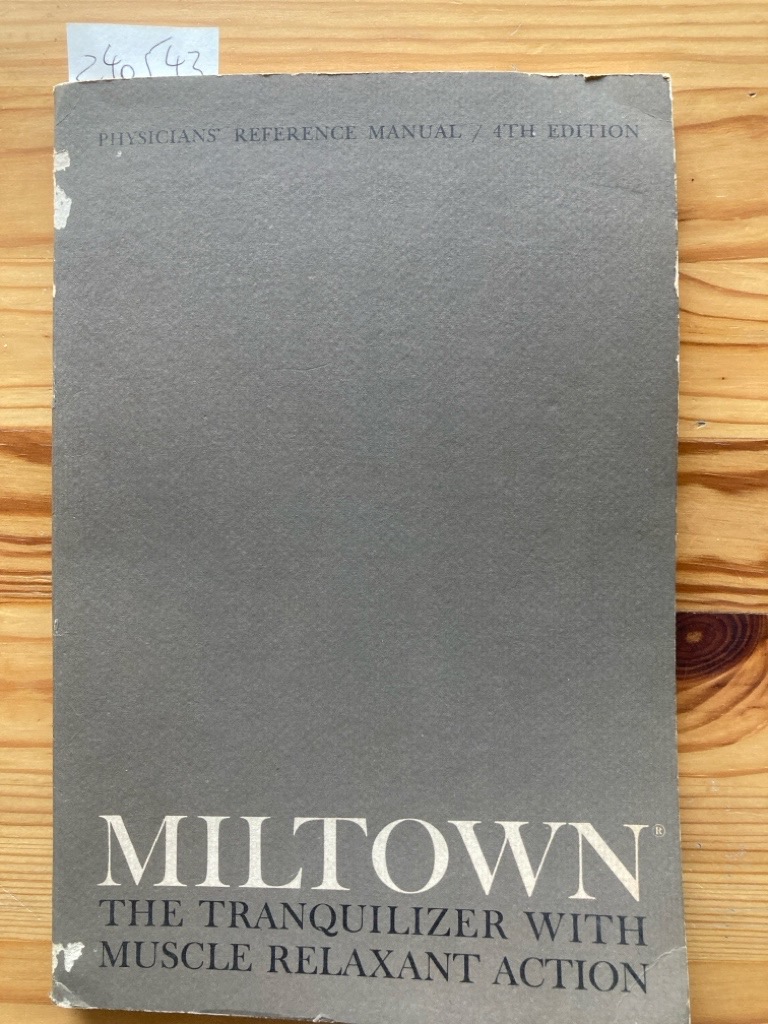 240543
PHYSICIANS' REFERENCE MANUAL / 4TH EDITION
MILTOWN®
THE TRANQUILIZER WITH
MUSCLE RELAXANT ACTION